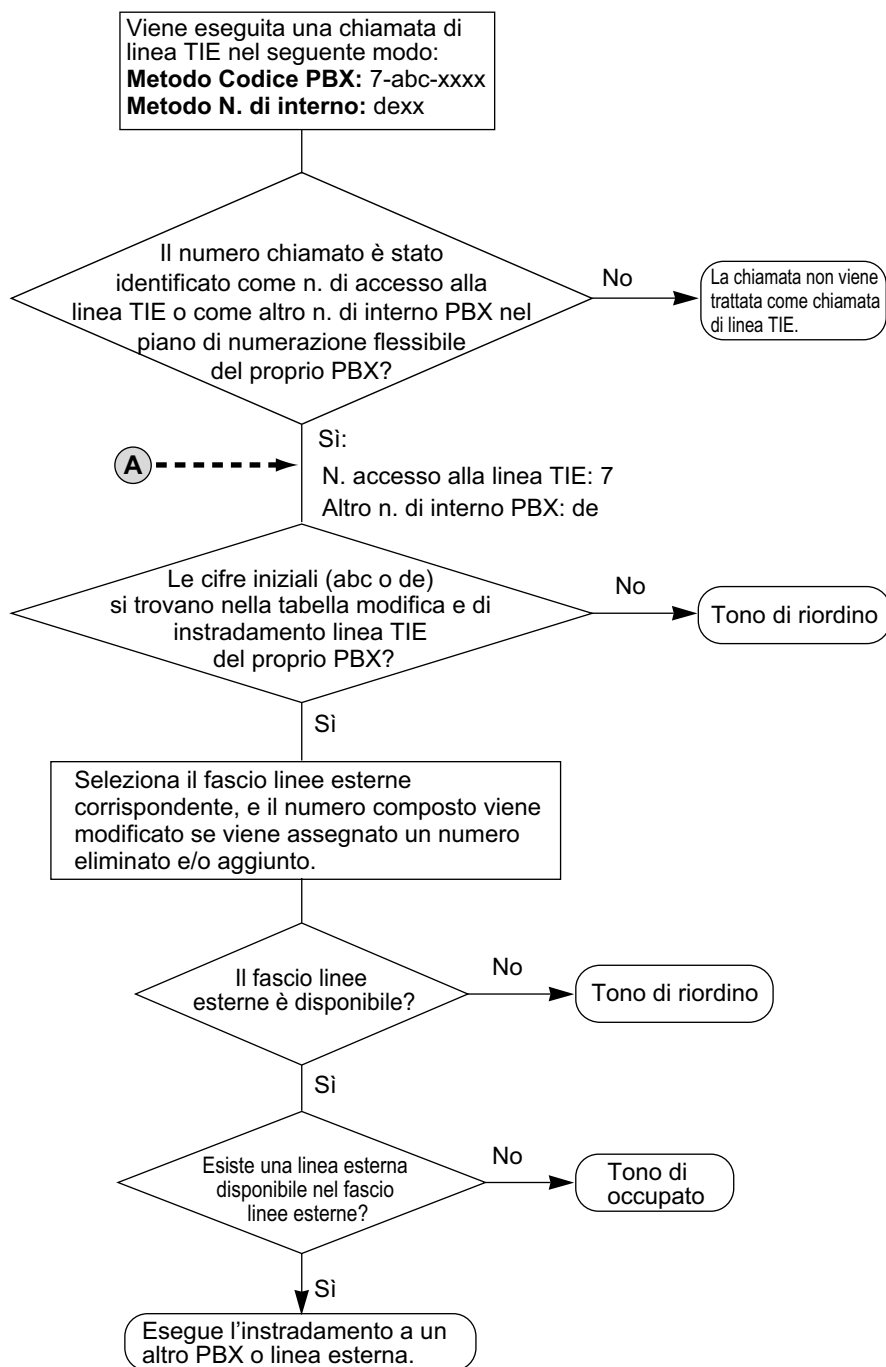 Viene eseguita una chiamata di
linea TIE nel seguente modo:
Metodo Codice PBX: 7-abc-xxxx
Metodo N. di interno: dexx
Il numero chiamato è stato
identificato come n. di accesso alla
linea TIE o come altro n. di interno PBX nel
piano di numerazione flessibile
del proprio PBX?
No
La chiamata non viene
trattata come chiamata
di linea TIE.
Sì:
A
N. accesso alla linea TIE: 7
Altro n. di interno PBX: de
Le cifre iniziali (abc o de)
si trovano nella tabella modifica e di
instradamento linea TIE
del proprio PBX?
No
Tono di riordino
Sì
Seleziona il fascio linee esterne
corrispondente, e il numero composto viene
modificato se viene assegnato un numero
eliminato e/o aggiunto.
Il fascio linee
esterne è disponibile?
No
Tono di riordino
Sì
Esiste una linea esterna
disponibile nel fascio
linee esterne?
No
Tono di
occupato
Sì
Esegue l'instradamento a un
altro PBX o linea esterna.